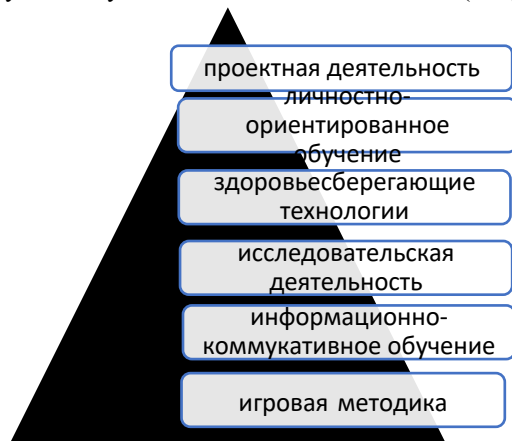 проектная деятельность
личностно-
ориентированное
обучение
здоровьесберегающие
технологии
исследовательская
деятельность
информационно-
коммукативное обучение
игровая методика